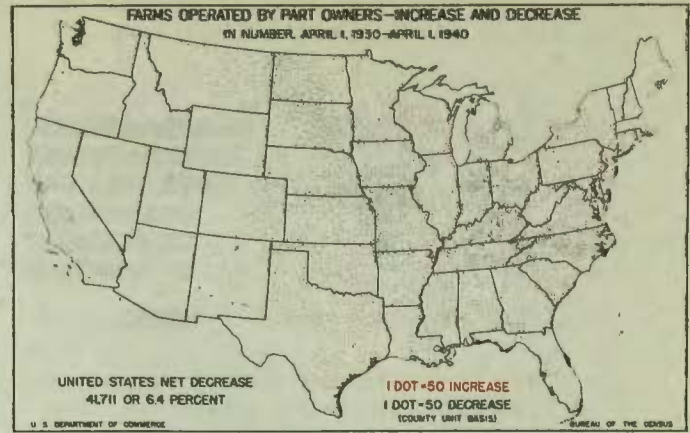 FARMS OPERATED BY PART OWNERS—INCREASE AND DECREASE
IN NUMBER, APRIL 1, 1930—APRIL 1, 1940
UNITED STATES NET DECREASE
41,711 OR 6.4 PERCENT
1 DOT=50 INCREASE
1 DOT=50 DECREASE
(COUNTY UNIT BASIS)
U. S. DEPARTMENT OF COMMERCE
BUREAU OF THE CENSUS